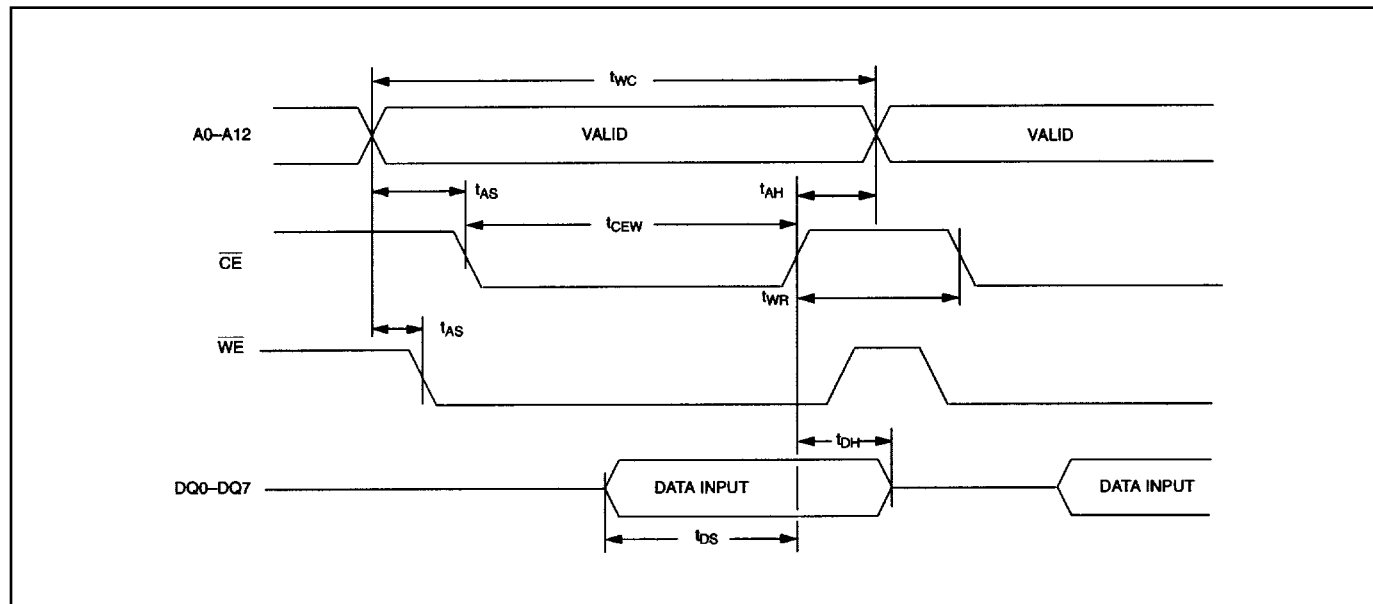 tWC
A0–A12
VALID
VALID
tAS
tAH
tCEW
CE
tWR
tAS
WE
tDH
DQ0–DQ7
DATA INPUT
DATA INPUT
tDS